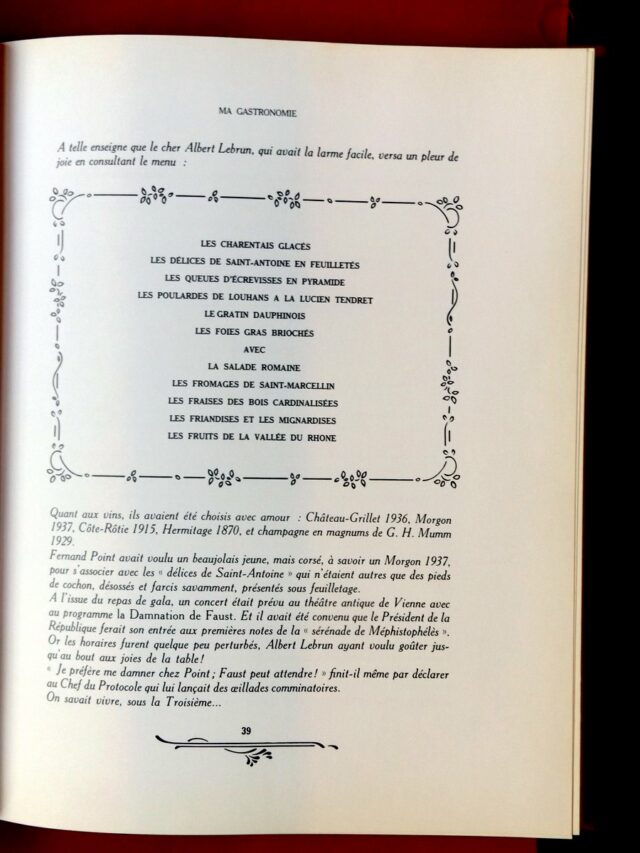 MA GASTRONOMIE
A telle enseigne que le cher Albert Lebrun, qui avait la larme facile, versa un pleur de
joie en consultant le menu :
LES CHARENTAIS GLACÉS
LES DÉLICES DE SAINT-ANTOINE EN FEUILLETÉS
LES QUEUES D'ÉCREVISSES EN PYRAMIDE
LES POULARDES DE LOUHANS A LA LUCIEN TENDRET
LE GRATIN DAUPHINOIS
LES FOIES GRAS BRIOCHÉS
AVEC
LA SALADE ROMAINE
LES FROMAGES DE SAINT-MARCELLIN
LES FRAISES DES BOIS CARDINALISÉES
LES FRIANDISES ET LES MIGNARDISES
LES FRUITS DE LA VALLÉE DU RHONE
Quant aux vins, ils avaient été choisis avec amour : Château-Grillet 1936, Morgon
1937, Côte-Rôtie 1915, Hermitage 1870, et champagne en magnums de G. H. Mumm
1929.
Fernand Point avait voulu un beaujolais jeune, mais corsé, à savoir un Morgon 1937,
pour s'associer avec les « délices de Saint-Antoine » qui n'étaient autres que des pieds
de cochon, désossés et farcis savamment, présentés sous feuilletage.
A l'issue du repas de gala, un concert était prévu au théâtre antique de Vienne avec
au programme la Damnation de Faust. Et il avait été convenu que le Président de la
République ferait son entrée aux premières notes de la « sérénade de Méphistophélès ».
Or les horaires furent quelque peu perturbés, Albert Lebrun ayant voulu goûter jus-
qu'au bout aux joies de la table !
« Je préfère me damner chez Point ; Faust peut attendre ! » finit-il même par déclarer
au Chef du Protocole qui lui lançait des œillades comminatoires.
On savait vivre, sous la Troisième...
39